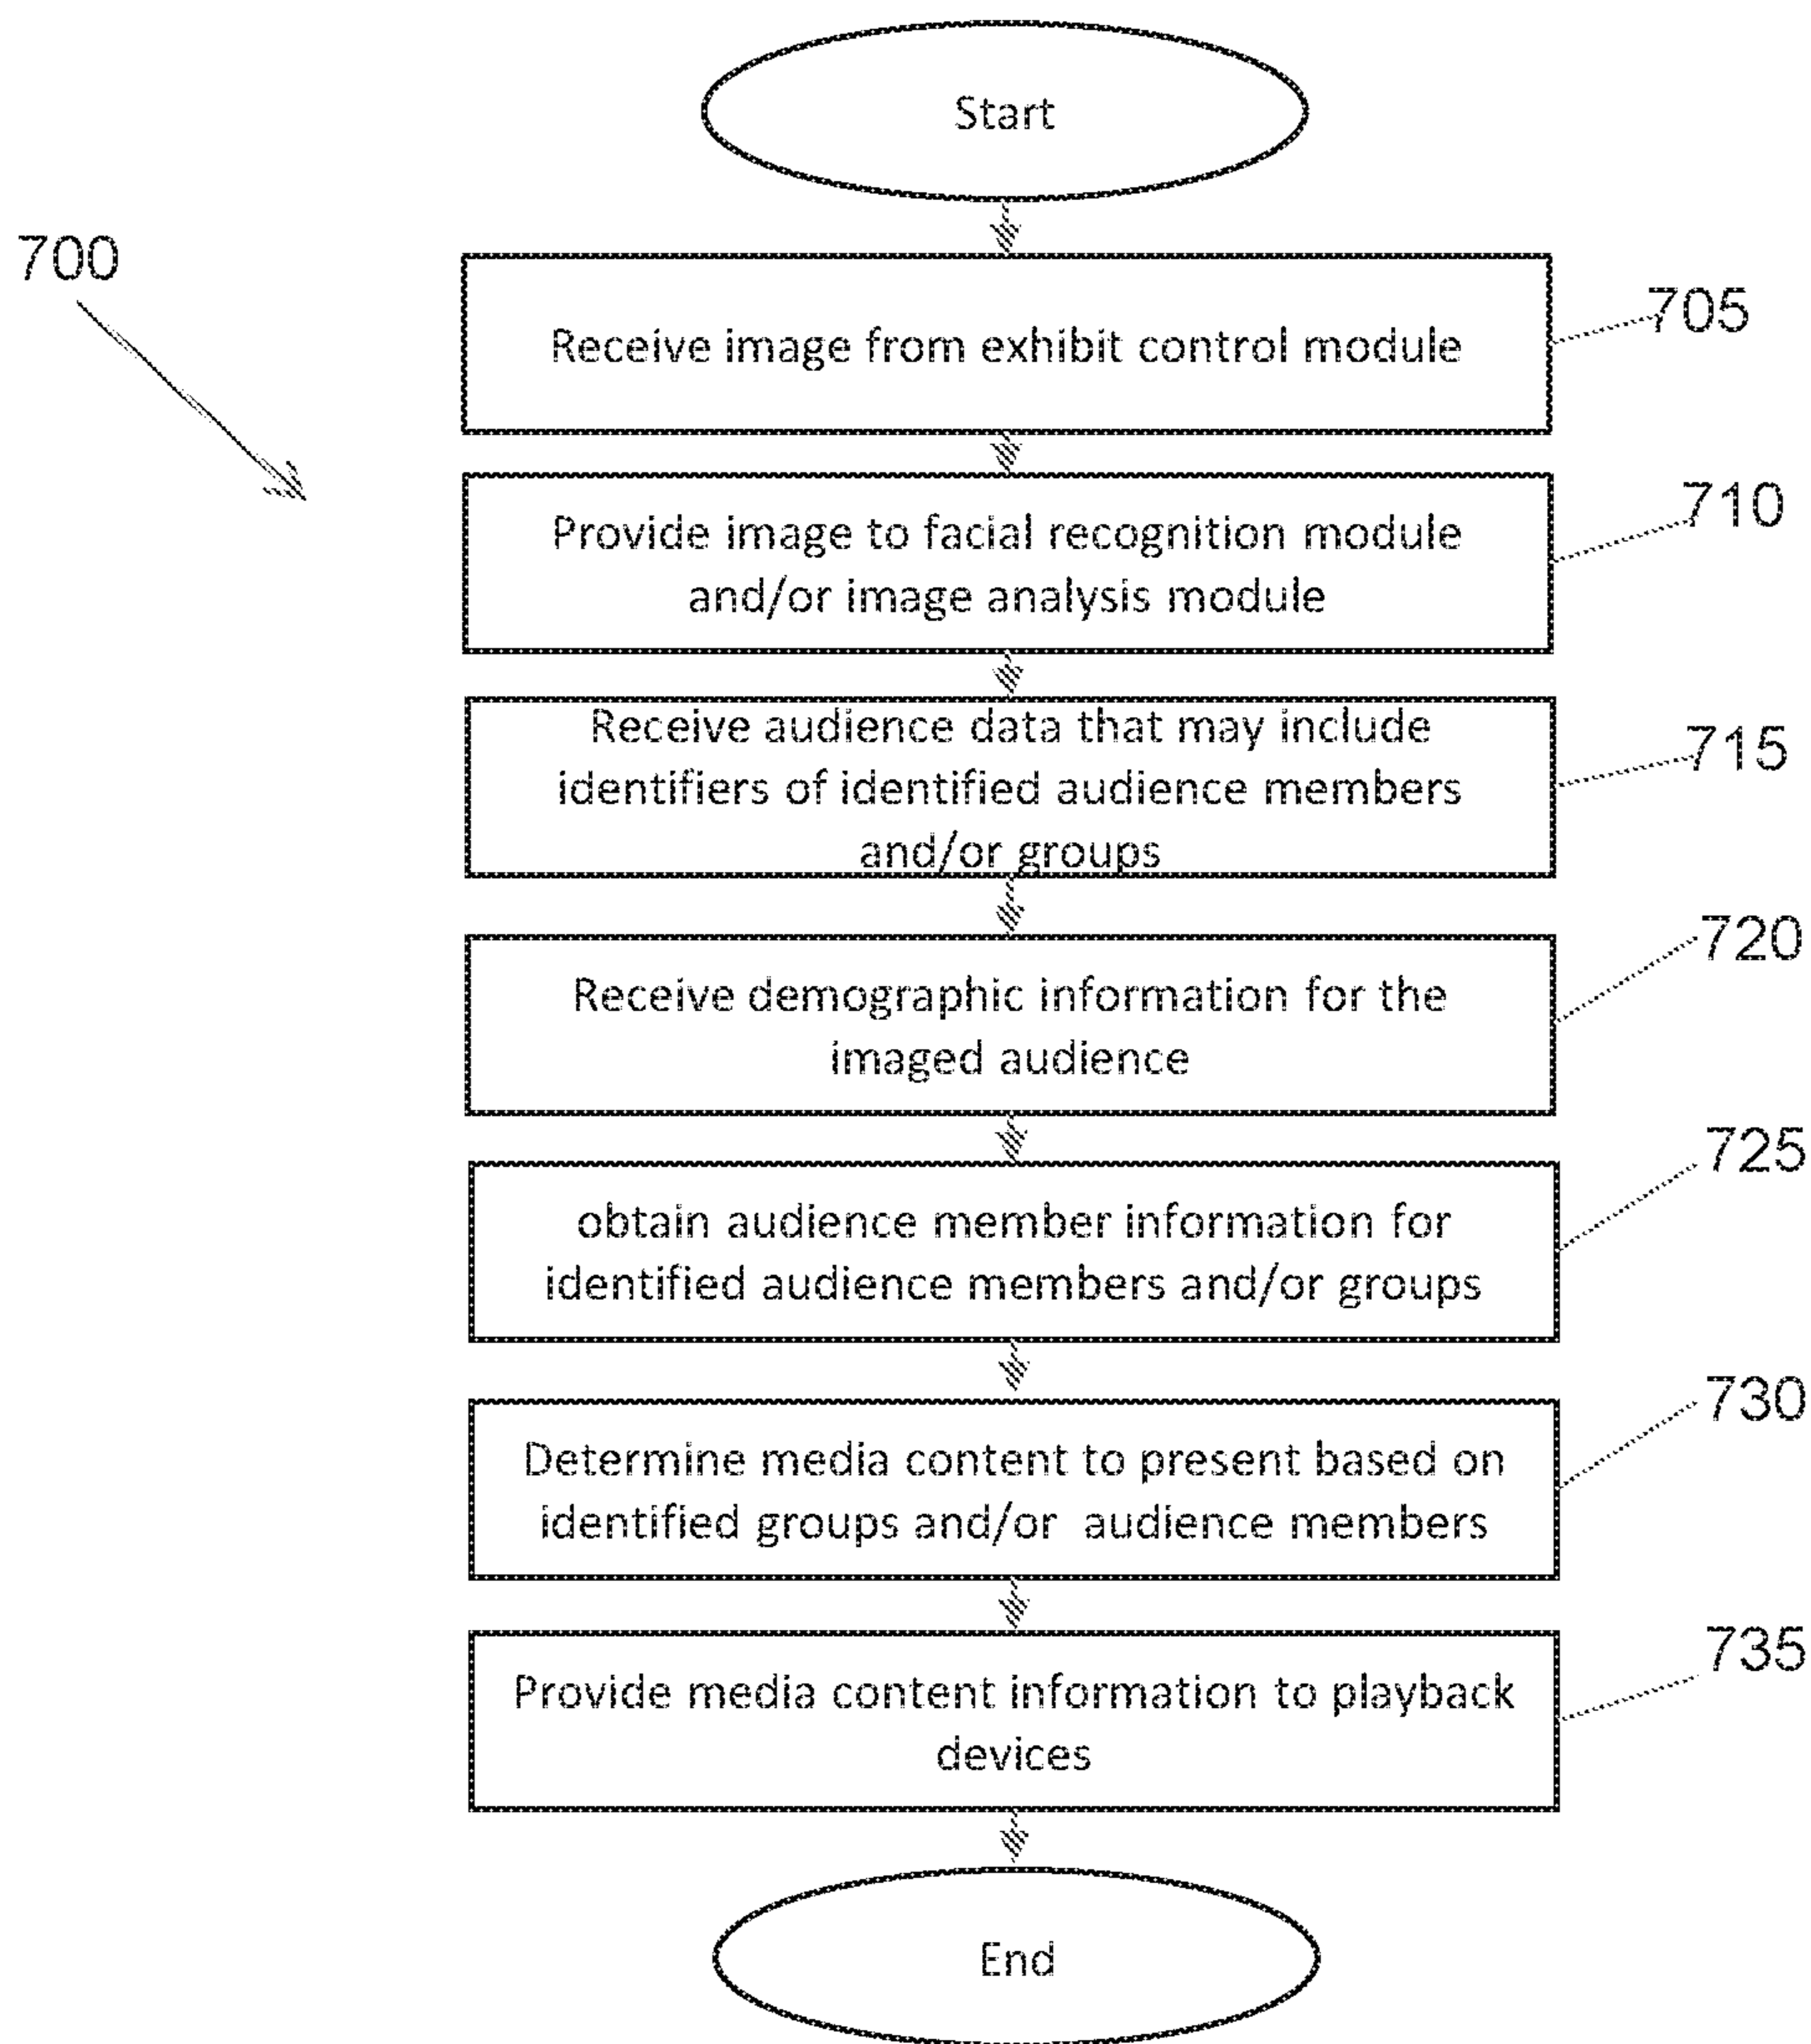 Start
700
Receive image from exhibit control module
705
Provide image to facial recognition module
and/or image analysis module
710
Receive audience data that may include
identifiers of identified audience members
and/or groups
715
Receive demographic information for the
imaged audience
720
obtain audience member information for
identified audience members and/or groups
725
Determine media content to present based on
identified groups and/or  audience members
730
Provide media content information to playback
devices
735
End